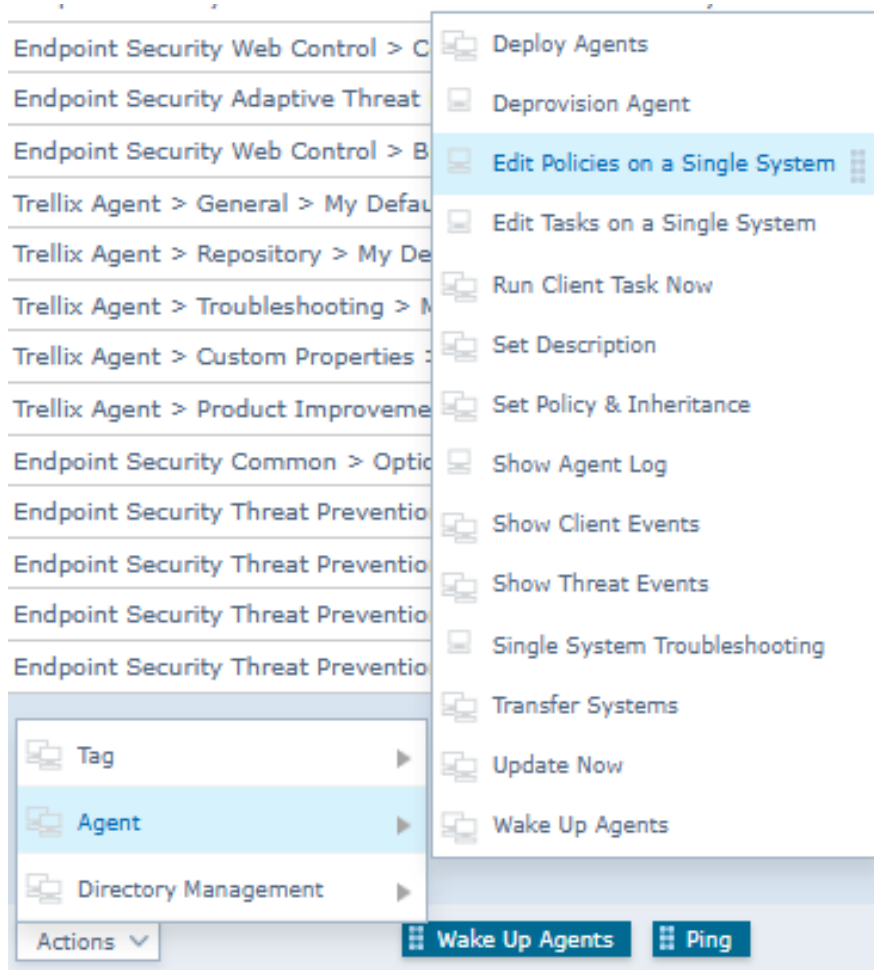 Endpoint Security Web Control > C
Endpoint Security Adaptive Threat
Endpoint Security Web Control > B
Trellix Agent > General > My Defau
Trellix Agent > Repository > My De
Trellix Agent > Troubleshooting > M
Trellix Agent > Custom Properties >
Trellix Agent > Product Improveme
Endpoint Security Common > Optio
Endpoint Security Threat Preventio
Endpoint Security Threat Preventio
Endpoint Security Threat Preventio
Endpoint Security Threat Preventio
Deploy Agents
Deprovision Agent
Edit Policies on a Single System
Edit Tasks on a Single System
Run Client Task Now
Set Description
Set Policy & Inheritance
Show Agent Log
Show Client Events
Show Threat Events
Single System Troubleshooting
Transfer Systems
Update Now
Wake Up Agents
Tag
Agent
Directory Management
Actions
Wake Up Agents
Ping